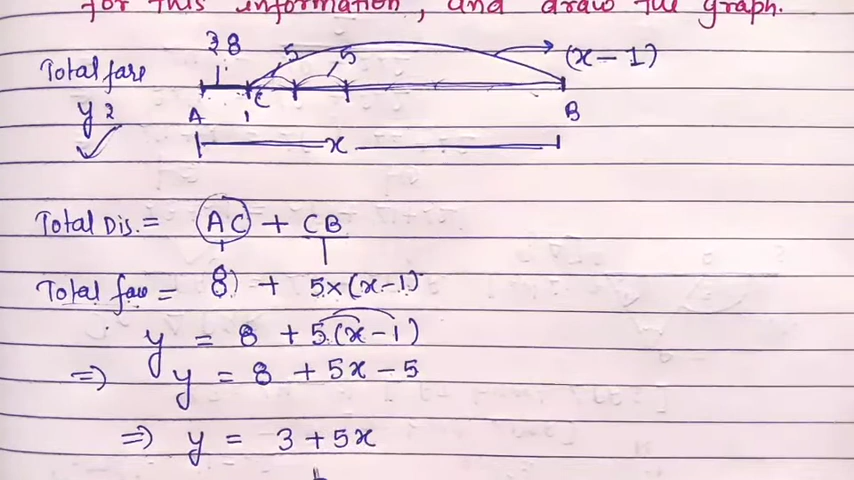 for this information, and draw the graph.
8 5 5 (x-1)
Total fare
y
A 1 C B
x
Total Dis. = AC + CB
Total fare = 8) + 5×(x-1)
y = 8 + 5(x-1)
=) y = 8 + 5x - 5
=) y = 3 + 5x